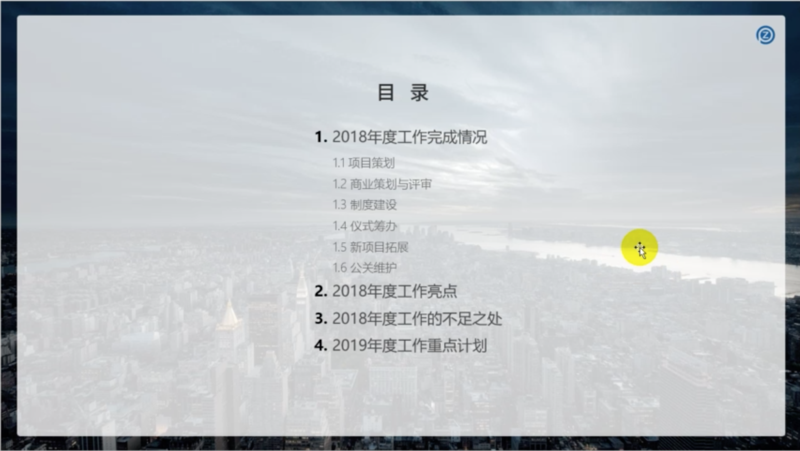 目 录
1. 2018年度工作完成情况
1.1 项目策划
1.2 商业策划与评审
1.3 制度建设
1.4 仪式筹办
1.5 新项目拓展
1.6 公关维护
2. 2018年度工作亮点
3. 2018年度工作的不足之处
4. 2019年度工作重点计划